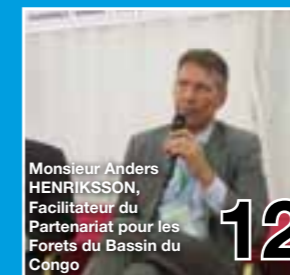 Monsieur Anders
HENRIKSSON,
Facilitateur du
Partenariat pour les
Forets du Bassin du
Congo
12